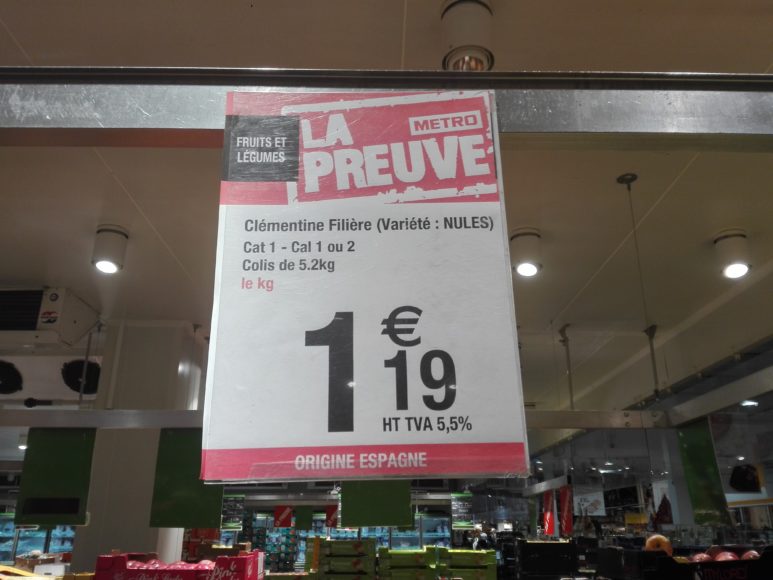 FRUITS ET
LÉGUMES
LA
PREUVE
METRO
Clémentine Filière (Variété : NULES)
Cat 1 - Cal 1 ou 2
Colis de 5.2kg
le kg
1 € 19
HT TVA 5,5%
ORIGINE ESPAGNE